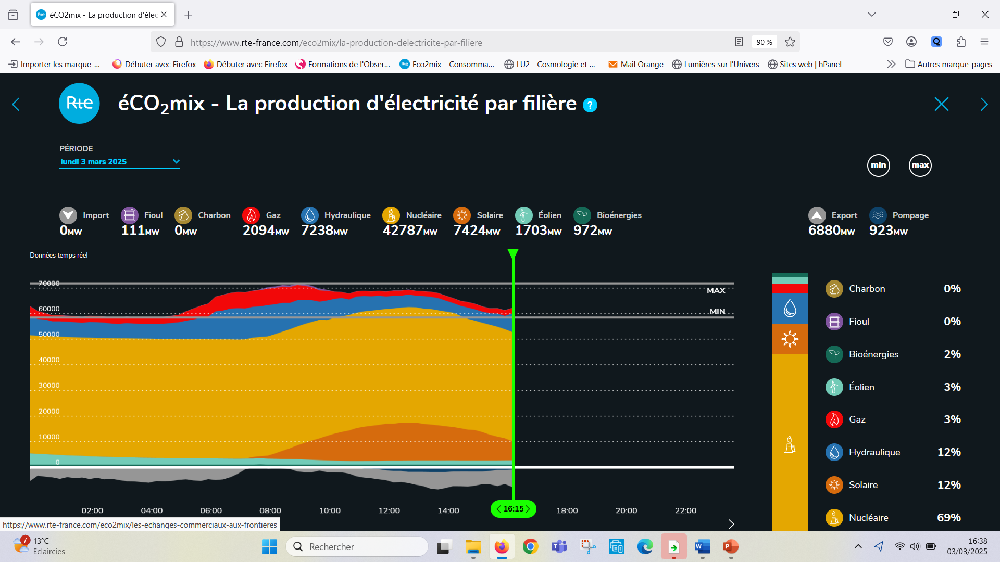 éCO2mix - La production d'élec
https://www.rte-france.com/eco2mix/la-production-delectricite-par-filiere
90 %
Importer les marque-...
Débuter avec Firefox
Débuter avec Firefox
Formations de l'Obser...
Eco2mix – Consomma...
LU2 - Cosmologie et ...
Mail Orange
Lumières sur l'Univers
Sites web | hPanel
Autres marque-pages
Rte
éCO2mix - La production d'électricité par filière ?
PÉRIODE
lundi 3 mars 2025
min
max
Import
Fioul
Charbon
Gaz
Hydraulique
Nucléaire
Solaire
Éolien
Bioénergies
Export
Pompage
0MW
111MW
0MW
2094MW
7238MW
42787MW
7424MW
1703MW
972MW
6880MW
923MW
Données temps réel
70000
MAX
60000
MIN
50000
40000
30000
20000
10000
0
02:00
04:00
06:00
08:00
10:00
12:00
14:00
16:15
18:00
20:00
22:00
Charbon 0%
Fioul 0%
Bioénergies 2%
Éolien 3%
Gaz 3%
Hydraulique 12%
Solaire 12%
Nucléaire 69%
https://www.rte-france.com/eco2mix/les-echanges-commerciaux-aux-frontieres
7
13°C
Eclaircies
Rechercher
16:38
03/03/2025